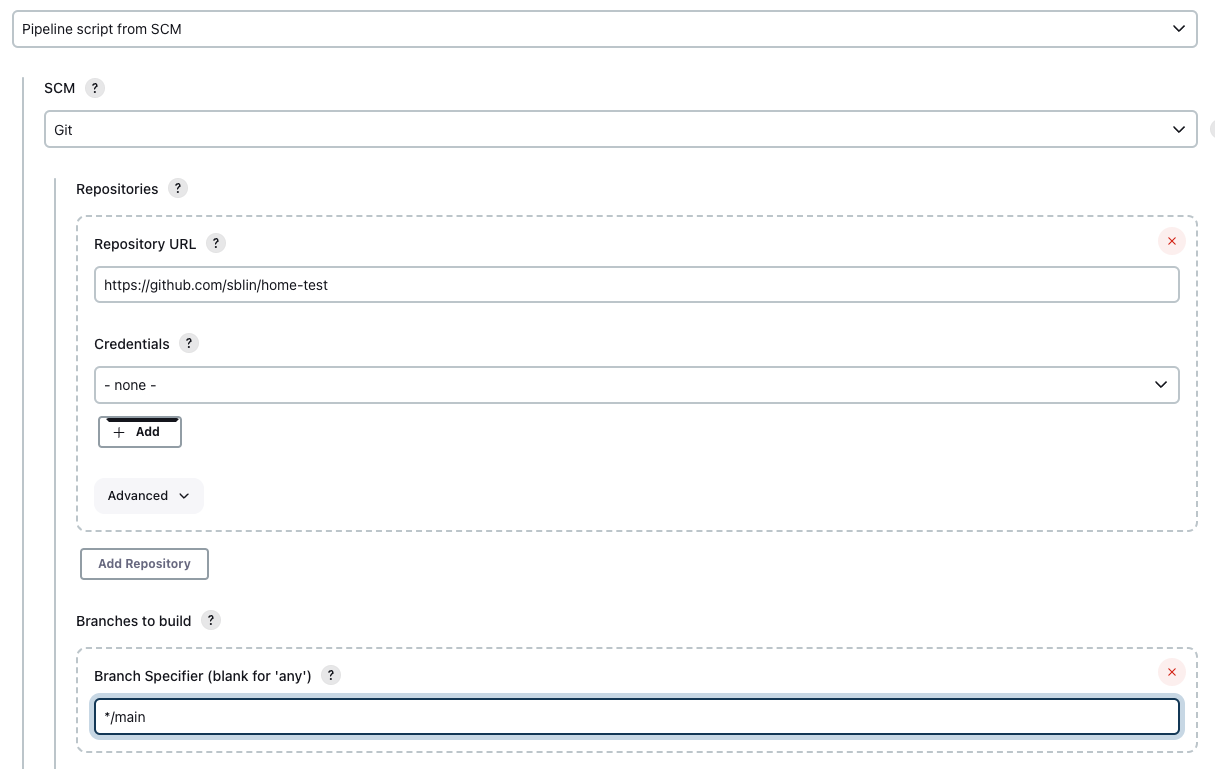 Pipeline script from SCM
SCM ?
Git
Repositories ?
Repository URL ?
https://github.com/sblin/home-test
Credentials ?
- none -
+ Add
Advanced
Add Repository
Branches to build ?
Branch Specifier (blank for 'any') ?
*/main